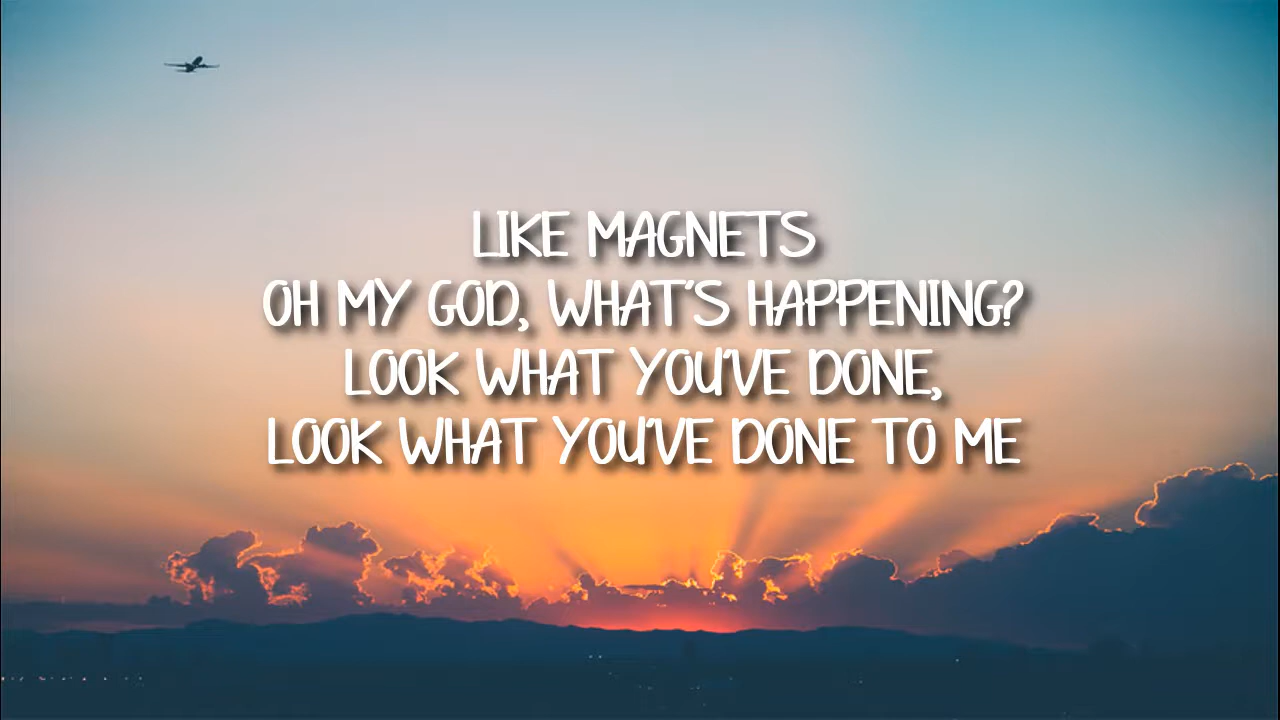 LIKE MAGNETS
OH MY GOD, WHAT'S HAPPENING?
LOOK WHAT YOU'VE DONE,
LOOK WHAT YOU'VE DONE TO ME